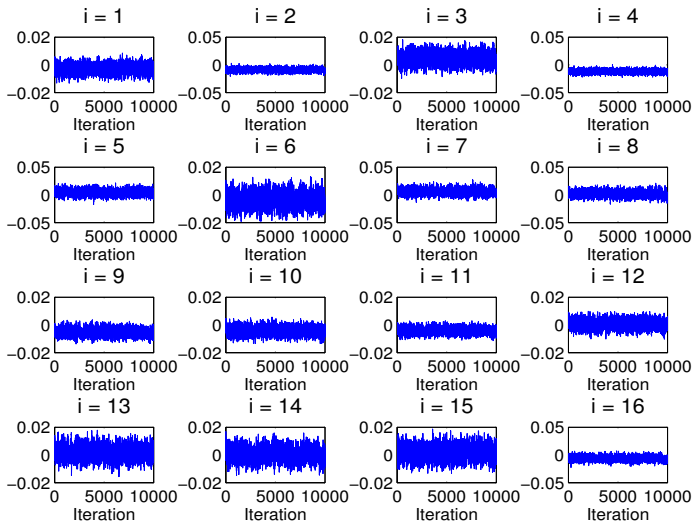 i = 1 i = 2 i = 3 i = 4
0.02 0.05 0.02 0.05
0 0 0 0
−0.02 −0.05 −0.02 −0.05
0 5000 10000 0 5000 10000 0 5000 10000 0 5000 10000
Iteration Iteration Iteration Iteration
i = 5 i = 6 i = 7 i = 8
0.05 0.02 0.05 0.05
0 0 0 0
−0.05 −0.02 −0.05 −0.05
0 5000 10000 0 5000 10000 0 5000 10000 0 5000 10000
Iteration Iteration Iteration Iteration
i = 9 i = 10 i = 11 i = 12
0.02 0.02 0.02 0.02
0 0 0 0
−0.02 −0.02 −0.02 −0.02
0 5000 10000 0 5000 10000 0 5000 10000 0 5000 10000
Iteration Iteration Iteration Iteration
i = 13 i = 14 i = 15 i = 16
0.02 0.02 0.02 0.05
0 0 0 0
−0.02 −0.02 −0.02 −0.05
0 5000 10000 0 5000 10000 0 5000 10000 0 5000 10000
Iteration Iteration Iteration Iteration